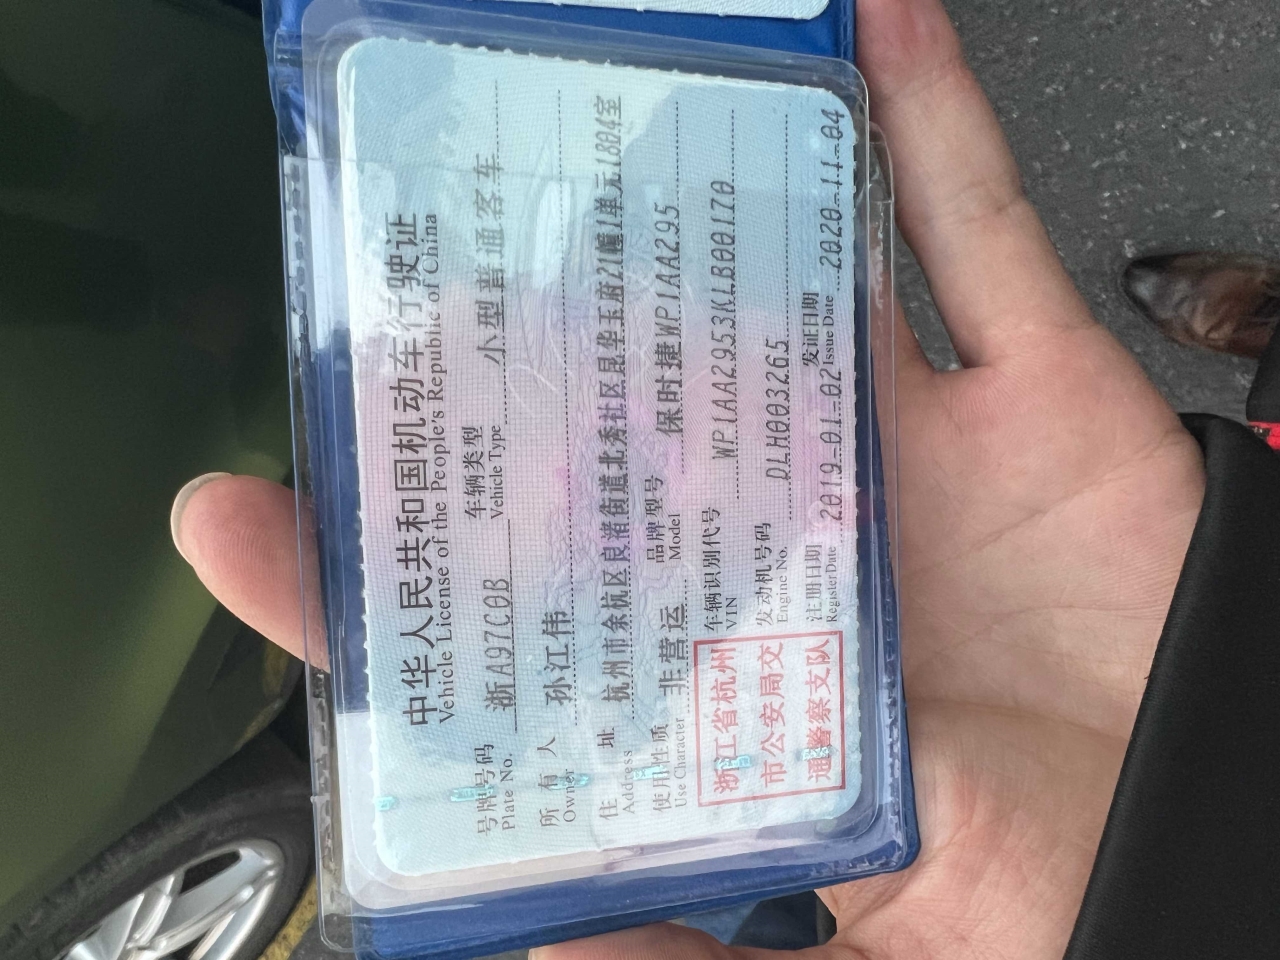 中华人民共和国机动车行驶证
Vehicle License of the People's Republic of China
号牌号码 浙A97C0B 车辆类型 小型普通客车
Plate No. Vehicle Type
所有人 孙江伟
Owner
住址 杭州市余杭区良渚街道北秀社区昆华玉府21幢1单元1804室
Address
使用性质 非营运 品牌型号 保时捷WP1AA295
Use Character Model
车辆识别代号 WP1AA2953KLB00170
VIN
发动机号码 DLH003265
Engine No.
注册日期 2019-01-02 发证日期 2020-11-04
Register Date Issue Date
浙江省杭州
市公安局交
通警察支队